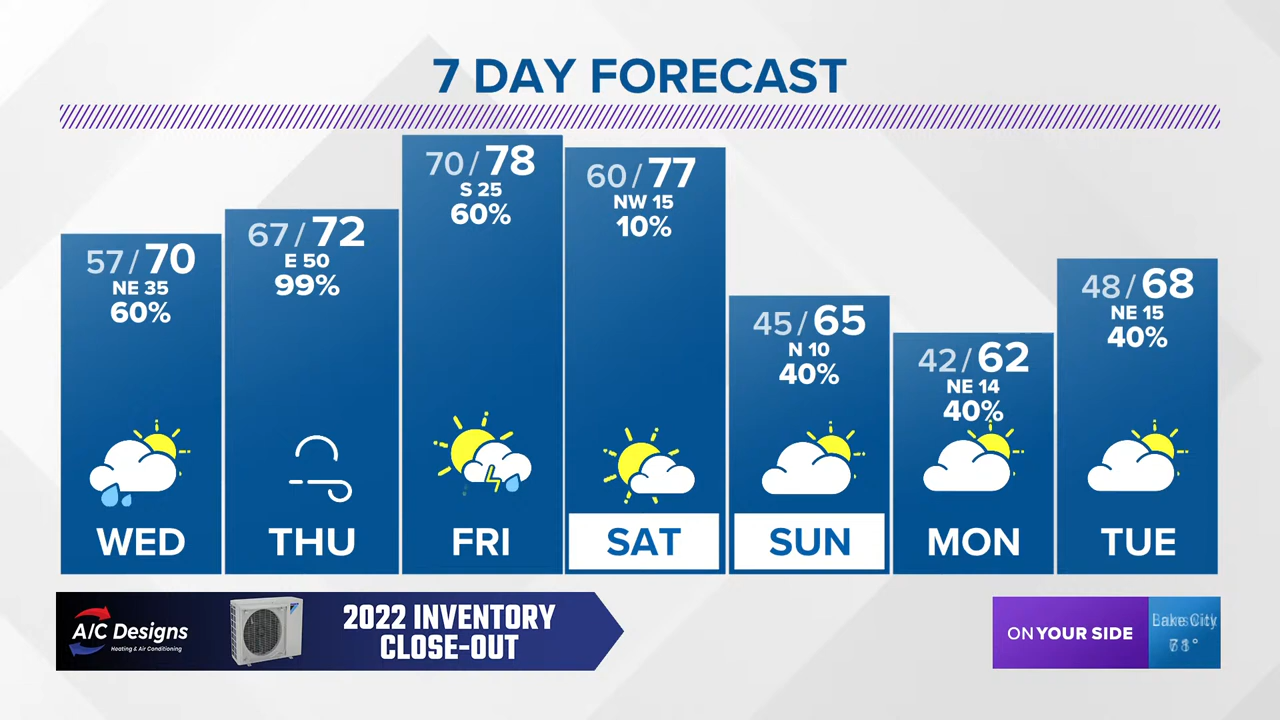 7 DAY FORECAST
57/70
NE 35
60%
WED
67/72
E 50
99%
THU
70/78
S 25
60%
FRI
60/77
NW 15
10%
SAT
45/65
N 10
40%
SUN
42/62
NE 14
40%
MON
48/68
NE 15
40%
TUE
A/C Designs
Heating & Air Conditioning
2022 INVENTORY
CLOSE-OUT
ON YOUR SIDE
Lake City